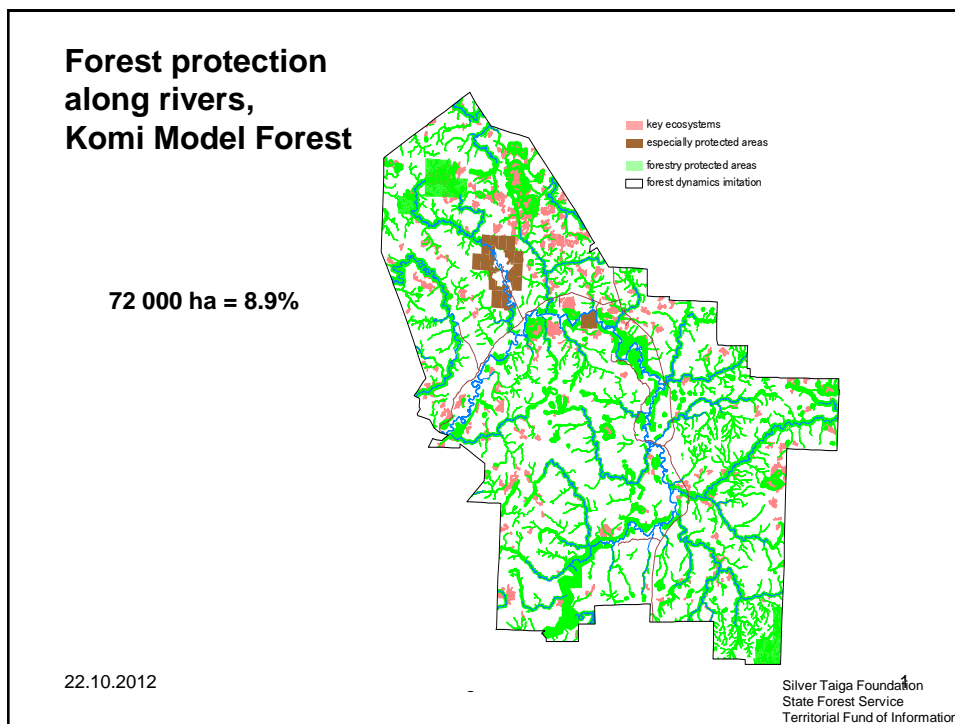 Forest protection
along rivers,
Komi Model Forest
key ecosystems
especially protected areas
forestry protected areas
forest dynamics imitation
72 000 ha = 8.9%
22.10.2012
1
Silver Taiga Foundation
State Forest Service
Territorial Fund of Information